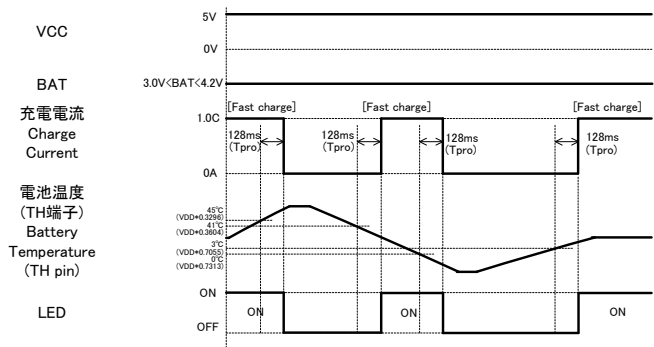 VCC
5V
0V
BAT
3.0V<BAT<4.2V
充電電流
Charge
Current
1.0C
0A
[Fast charge]
[Fast charge]
[Fast charge]
128ms
(Tpro)
128ms
(Tpro)
128ms
(Tpro)
128ms
(Tpro)
電池温度
(TH端子)
Battery
Temperature
(TH pin)
45℃
(VDD*0.3296)
41℃
(VDD*0.3604)
3℃
(VDD*0.7055)
0℃
(VDD*0.7313)
LED
ON
OFF
ON
ON
ON